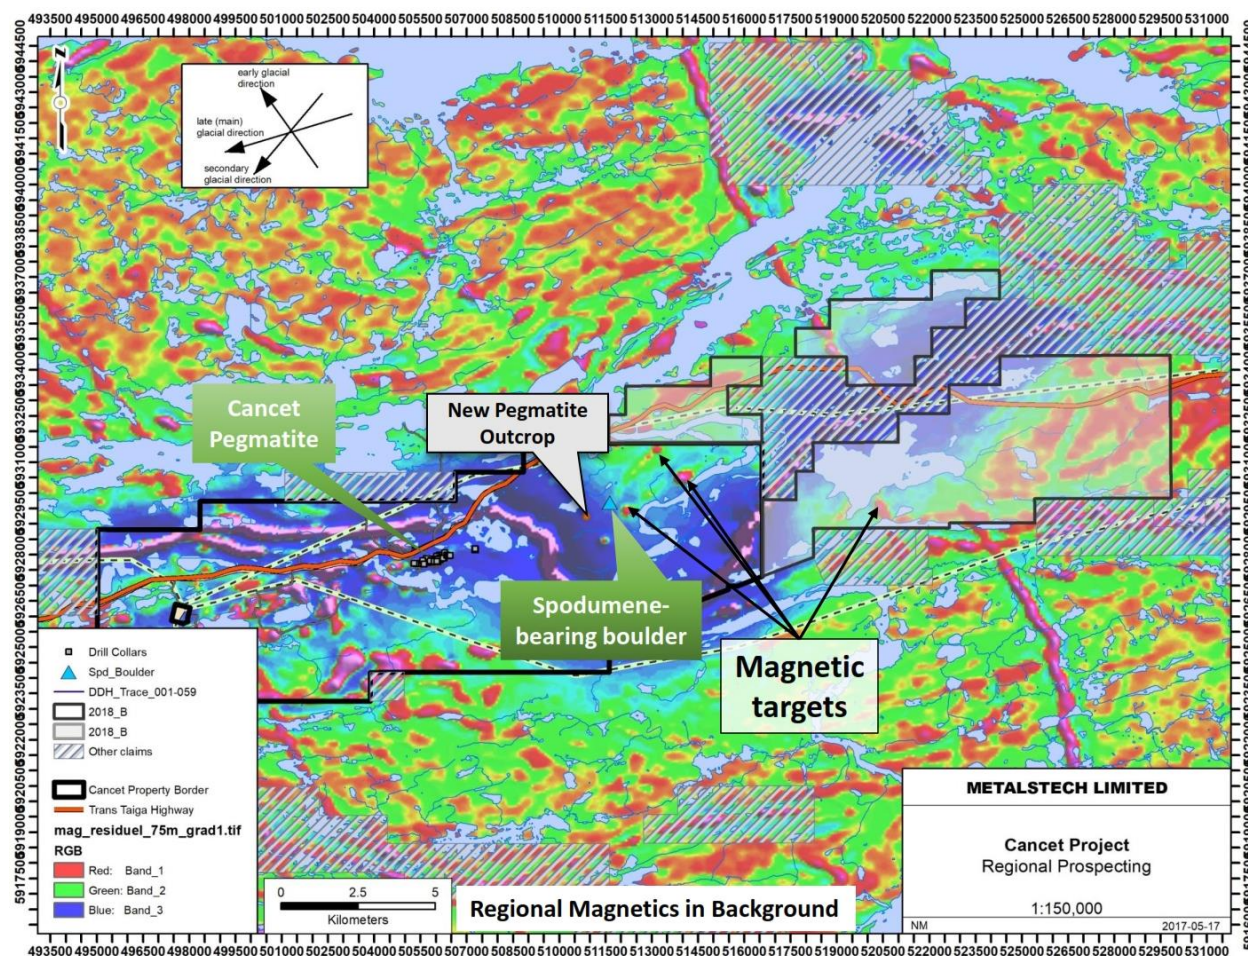 493500 495000 496500 498000 499500 501000 502500 504000 505500 507000 508500 510000 511500 513000 514500 516000 517500 519000 520500 522000 523500 525000 526500 528000 529500 531000
N
early glacial
direction
late (main)
glacial direction
secondary
glacial direction
Cancet
Pegmatite
New Pegmatite
Outcrop
Spodumene-
bearing boulder
Magnetic
targets
Drill Collars
Spd_Boulder
DDH_Trace_001-059
2018_B
2018_B
Other claims
Cancet Property Border
Trans Taiga Highway
mag_residuel_75m_grad1.tif
RGB
Red: Band_1
Green: Band_2
Blue: Band_3
0 2.5 5
Kilometers
Regional Magnetics in Background
METALSTECH LIMITED
Cancet Project
Regional Prospecting
1:150,000
NM 2017-05-17
493500 495000 496500 498000 499500 501000 502500 504000 505500 507000 508500 510000 511500 513000 514500 516000 517500 519000 520500 522000 523500 525000 526500 528000 529500 531000